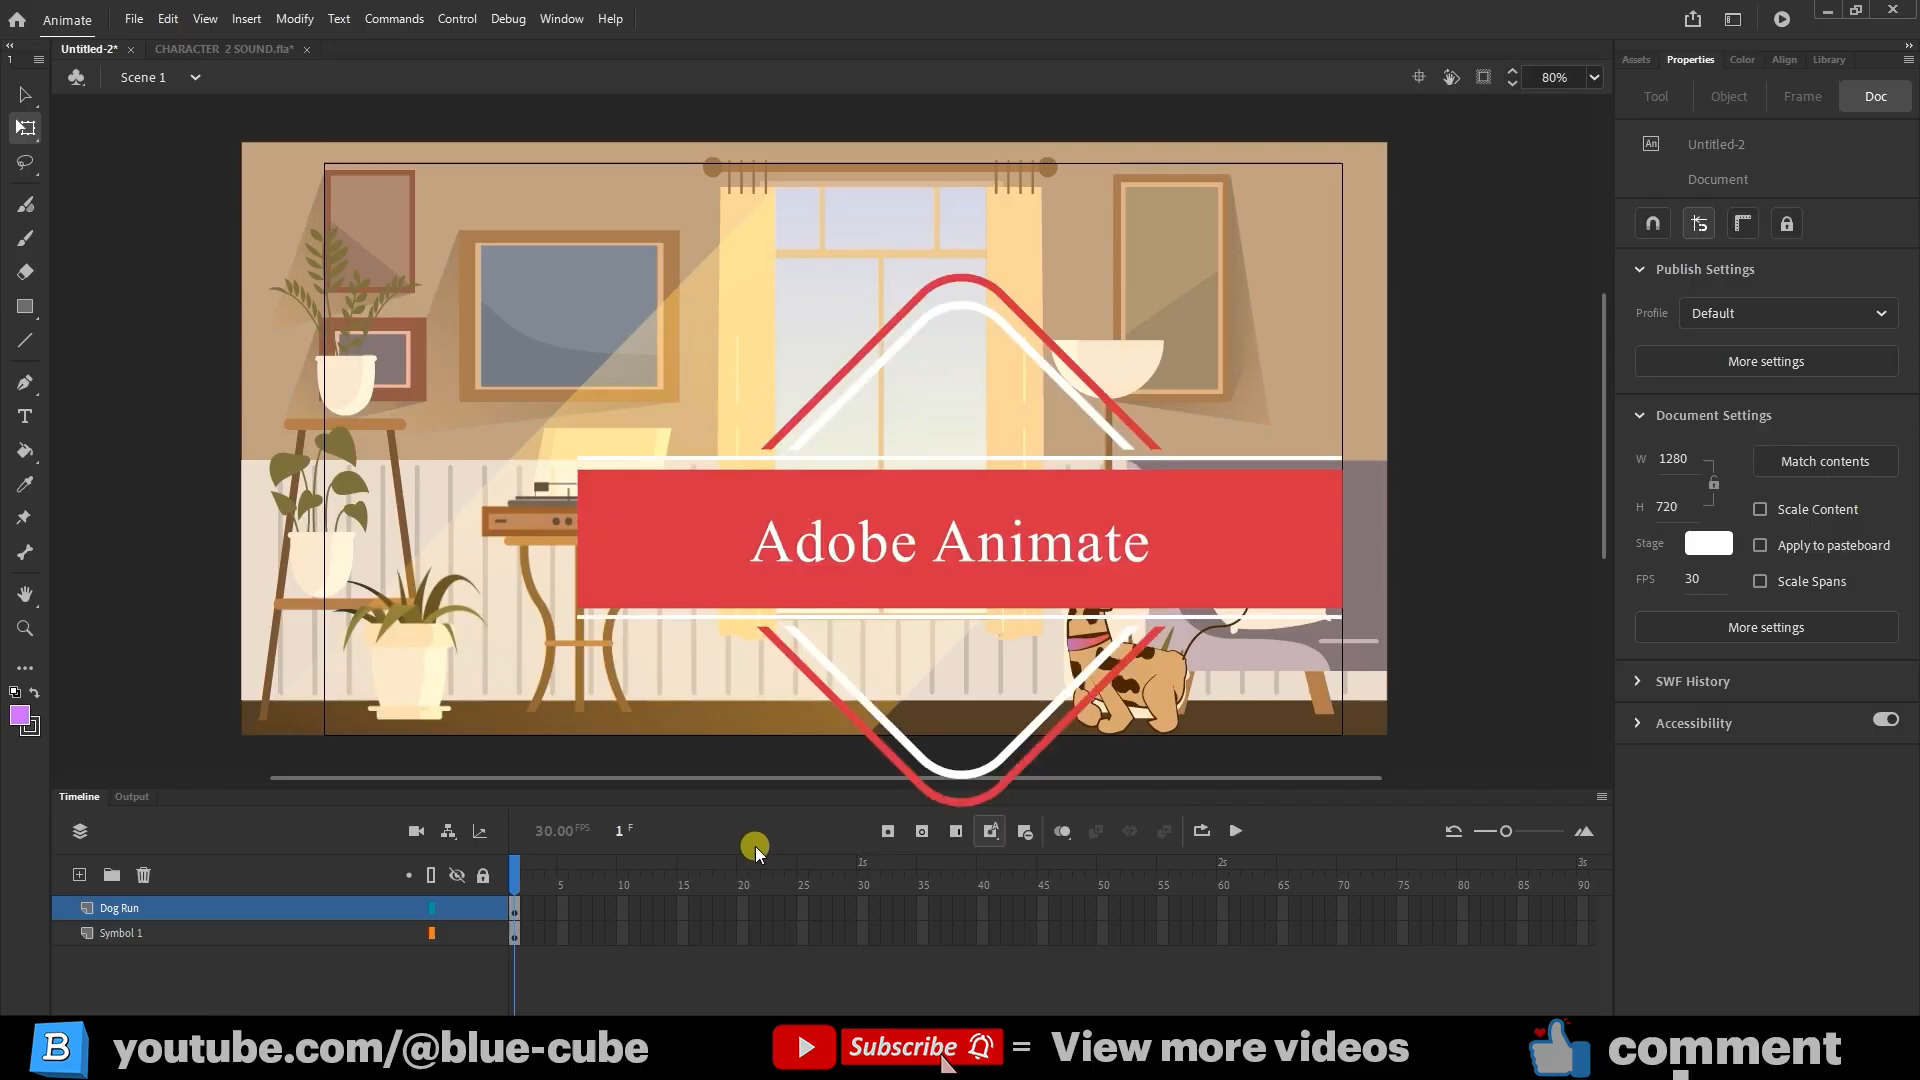 Animate File Edit View Insert Modify Text Commands Control Debug Window Help
Untitled-2* × CHARACTER 2 SOUND.fla* ×
Scene 1
80%
1
Assets Properties Color Align Library
Tool Object Frame Doc
An Untitled-2
Document
Publish Settings
Profile Default
More settings
Document Settings
W 1280 Match contents
H 720 Scale Content
Stage Apply to pasteboard
FPS 30 Scale Spans
More settings
SWF History
Accessibility
Adobe Animate
Timeline Output
30.00 FPS 1 F
1s 2s 3s
5 10 15 20 25 30 35 40 45 50 55 60 65 70 75 80 85 90
Dog Run
Symbol 1
B youtube.com/@blue-cube Subscribe = View more videos comment